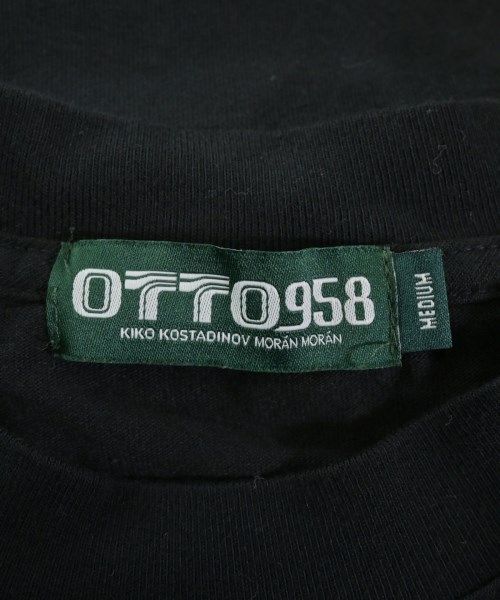 OTTO958
KIKO KOSTADINOV MORÁN MORÁN
MEDIUM